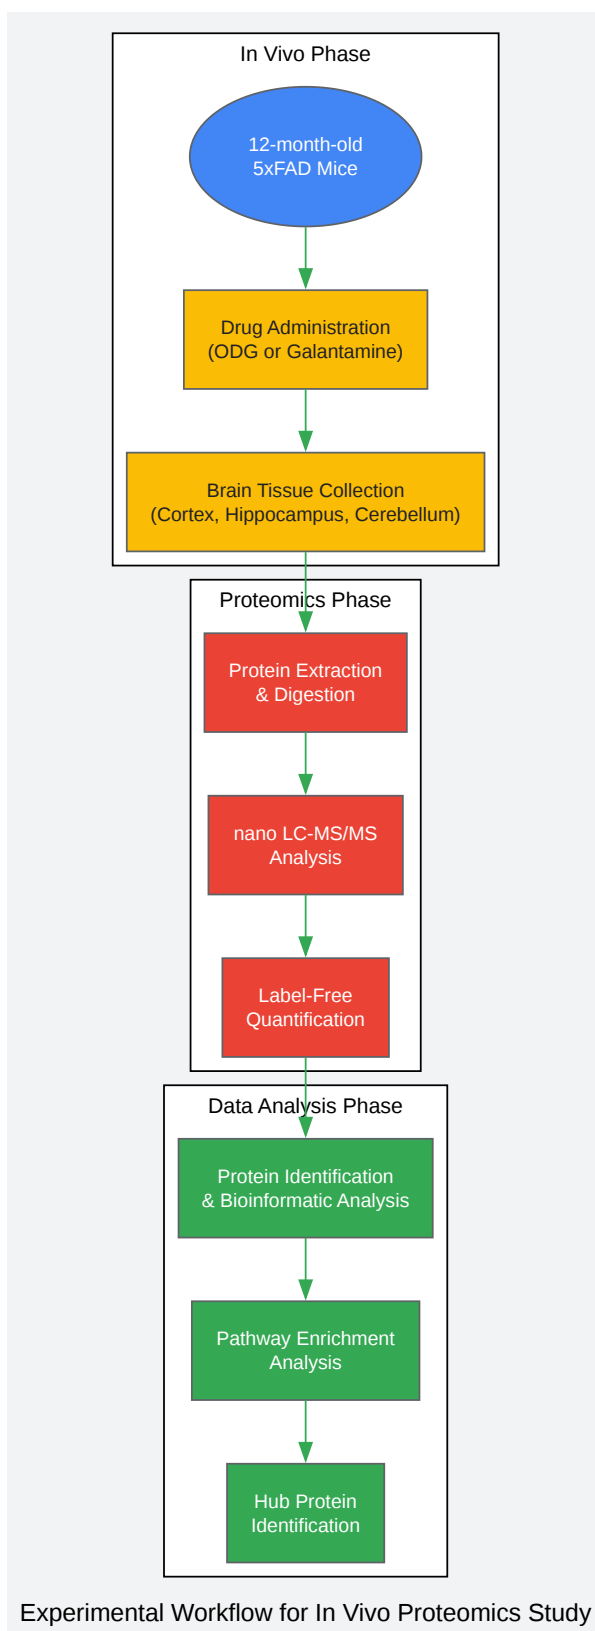 In Vivo Phase
12-month-old
5xFAD Mice
Drug Administration
(ODG or Galantamine)
Brain Tissue Collection
(Cortex, Hippocampus, Cerebellum)
Proteomics Phase
Protein Extraction
& Digestion
nano LC-MS/MS
Analysis
Label-Free
Quantification
Data Analysis Phase
Protein Identification
& Bioinformatic Analysis
Pathway Enrichment
Analysis
Hub Protein
Identification
Experimental Workflow for In Vivo Proteomics Study